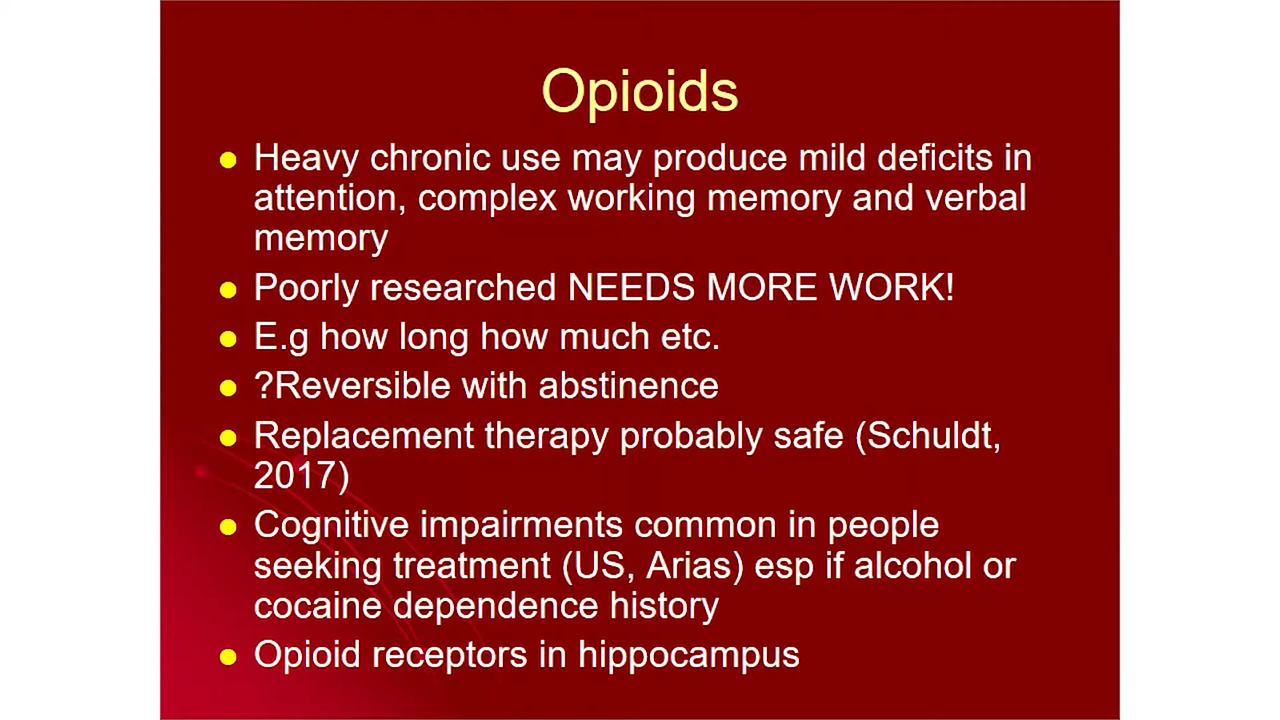 Opioids
Heavy chronic use may produce mild deficits in
attention, complex working memory and verbal
memory
Poorly researched NEEDS MORE WORK!
E.g how long how much etc.
?Reversible with abstinence
Replacement therapy probably safe (Schuldt,
2017)
Cognitive impairments common in people
seeking treatment (US, Arias) esp if alcohol or
cocaine dependence history
Opioid receptors in hippocampus